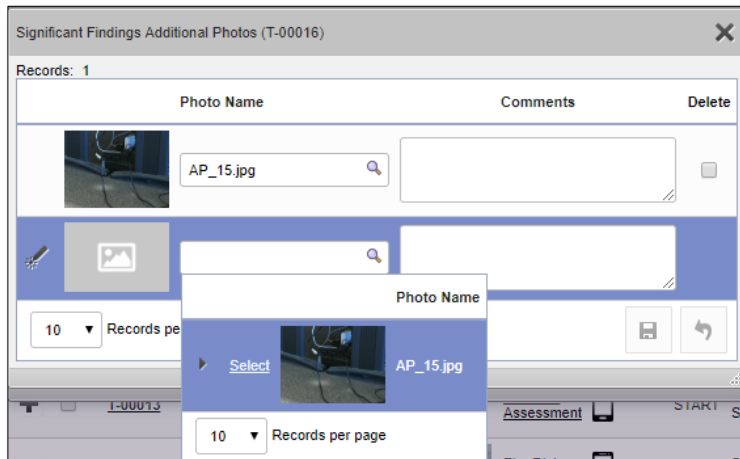 Significant Findings Additional Photos (T-00016)
Records: 1
Photo Name Comments Delete
AP_15.jpg
Photo Name
10 Records pe
Select AP_15.jpg
T-00013 Assessment START S
10 Records per page